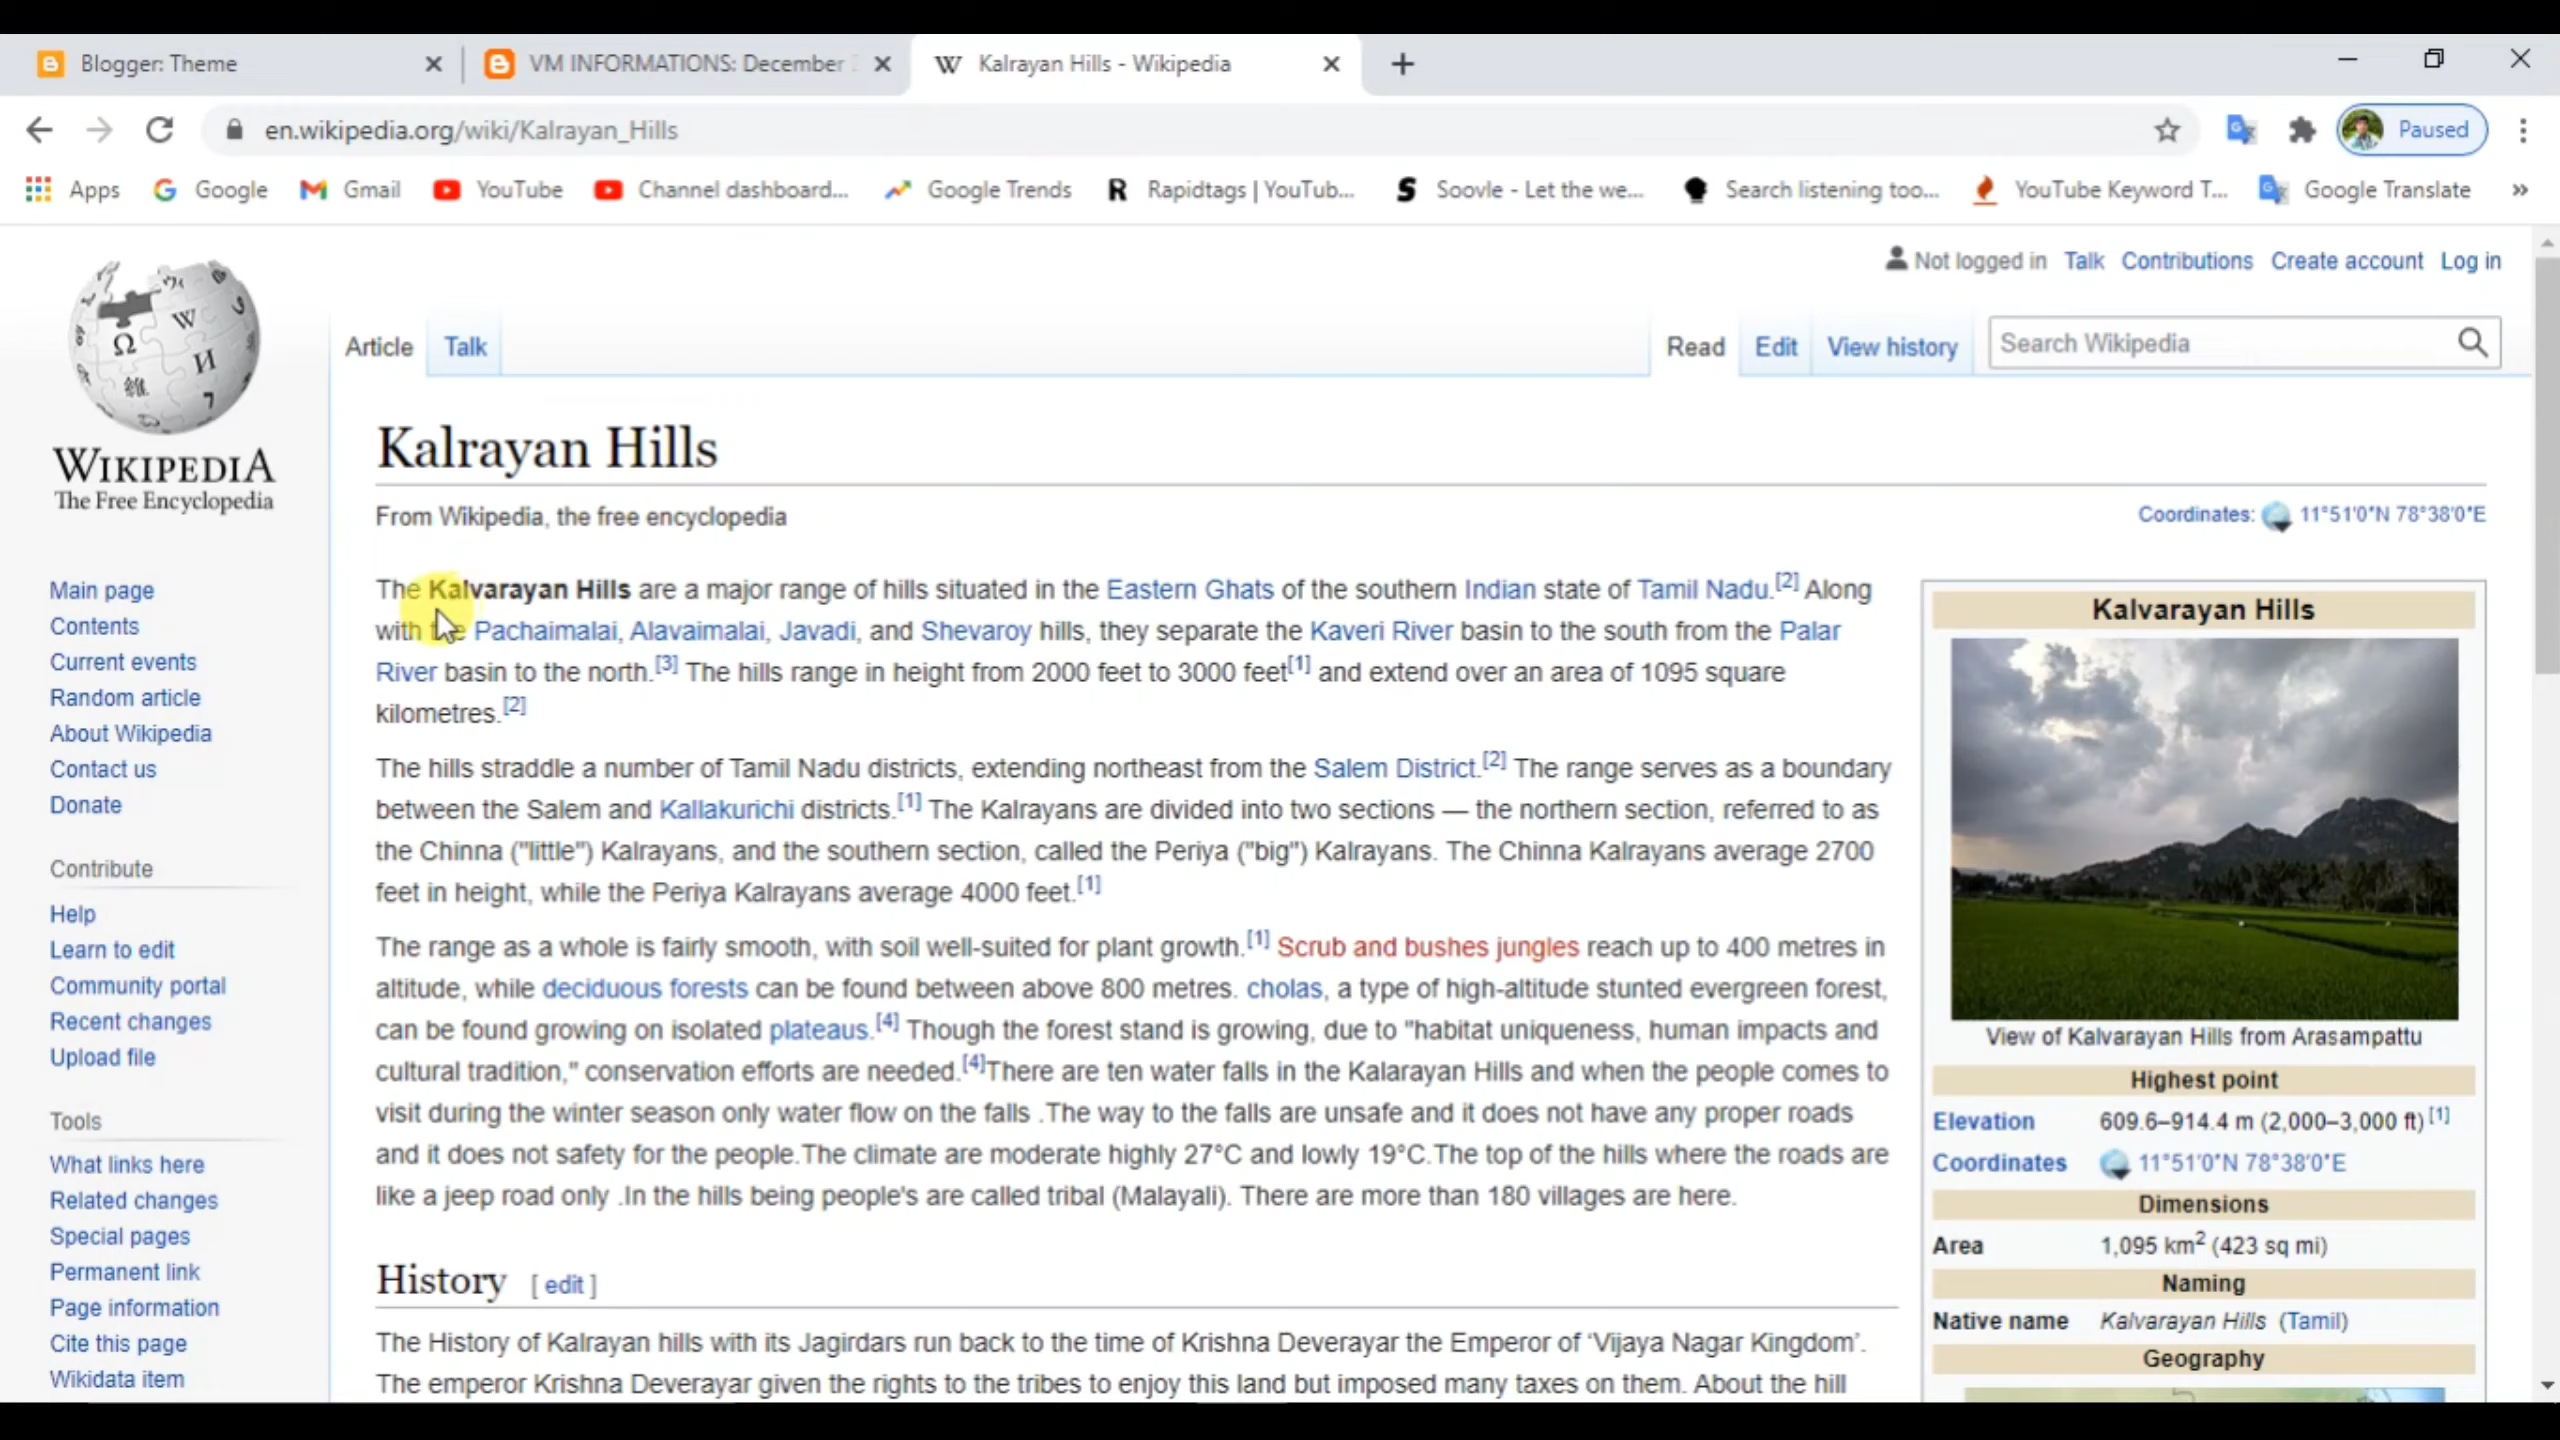 Blogger: Theme
VM INFORMATIONS: December
Kalrayan Hills - Wikipedia
en.wikipedia.org/wiki/Kalrayan_Hills
Paused
Apps
Google
Gmail
YouTube
Channel dashboard...
Google Trends
Rapidtags | YouTub...
Soovle - Let the we...
Search listening too...
YouTube Keyword T...
Google Translate
»
Not logged in Talk Contributions Create account Log in
Article Talk
Read Edit View history
Search Wikipedia
WIKIPEDIA
The Free Encyclopedia
Main page
Contents
Current events
Random article
About Wikipedia
Contact us
Donate
Contribute
Help
Learn to edit
Community portal
Recent changes
Upload file
Tools
What links here
Related changes
Special pages
Permanent link
Page information
Cite this page
Wikidata item
Kalrayan Hills
From Wikipedia, the free encyclopedia
Coordinates: 11°51′0″N 78°38′0″E
The Kalvarayan Hills are a major range of hills situated in the Eastern Ghats of the southern Indian state of Tamil Nadu.[2] Along
with the Pachaimalai, Alavaimalai, Javadi, and Shevaroy hills, they separate the Kaveri River basin to the south from the Palar
River basin to the north.[3] The hills range in height from 2000 feet to 3000 feet[1] and extend over an area of 1095 square
kilometres.[2]
The hills straddle a number of Tamil Nadu districts, extending northeast from the Salem District.[2] The range serves as a boundary
between the Salem and Kallakurichi districts.[1] The Kalrayans are divided into two sections — the northern section, referred to as
the Chinna ("little") Kalrayans, and the southern section, called the Periya ("big") Kalrayans. The Chinna Kalrayans average 2700
feet in height, while the Periya Kalrayans average 4000 feet.[1]
The range as a whole is fairly smooth, with soil well-suited for plant growth.[1] Scrub and bushes jungles reach up to 400 metres in
altitude, while deciduous forests can be found between above 800 metres. cholas, a type of high-altitude stunted evergreen forest,
can be found growing on isolated plateaus.[4] Though the forest stand is growing, due to "habitat uniqueness, human impacts and
cultural tradition," conservation efforts are needed.[4]There are ten water falls in the Kalarayan Hills and when the people comes to
visit during the winter season only water flow on the falls .The way to the falls are unsafe and it does not have any proper roads
and it does not safety for the people.The climate are moderate highly 27°C and lowly 19°C.The top of the hills where the roads are
like a jeep road only .In the hills being people's are called tribal (Malayali). There are more than 180 villages are here.
History [ edit ]
The History of Kalrayan hills with its Jagirdars run back to the time of Krishna Deverayar the Emperor of ‘Vijaya Nagar Kingdom’.
The emperor Krishna Deverayar given the rights to the tribes to enjoy this land but imposed many taxes on them. About the hill
Kalvarayan Hills
View of Kalvarayan Hills from Arasampattu
Highest point
Elevation 609.6–914.4 m (2,000–3,000 ft)[1]
Coordinates 11°51′0″N 78°38′0″E
Dimensions
Area 1,095 km2 (423 sq mi)
Naming
Native name Kalvarayan Hills (Tamil)
Geography